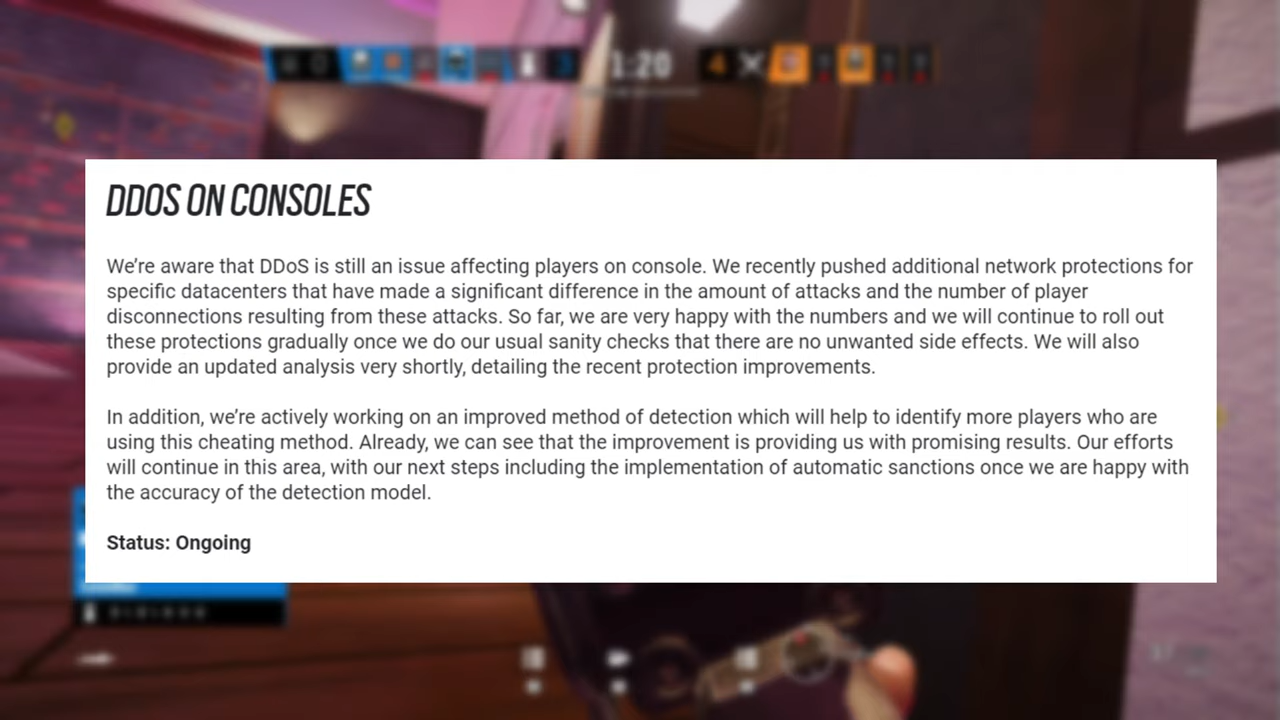 3 1:20 4
DDOS ON CONSOLES
We're aware that DDoS is still an issue affecting players on console. We recently pushed additional network protections for
specific datacenters that have made a significant difference in the amount of attacks and the number of player
disconnections resulting from these attacks. So far, we are very happy with the numbers and we will continue to roll out
these protections gradually once we do our usual sanity checks that there are no unwanted side effects. We will also
provide an updated analysis very shortly, detailing the recent protection improvements.
In addition, we're actively working on an improved method of detection which will help to identify more players who are
using this cheating method. Already, we can see that the improvement is providing us with promising results. Our efforts
will continue in this area, with our next steps including the implementation of automatic sanctions once we are happy with
the accuracy of the detection model.
Status: Ongoing